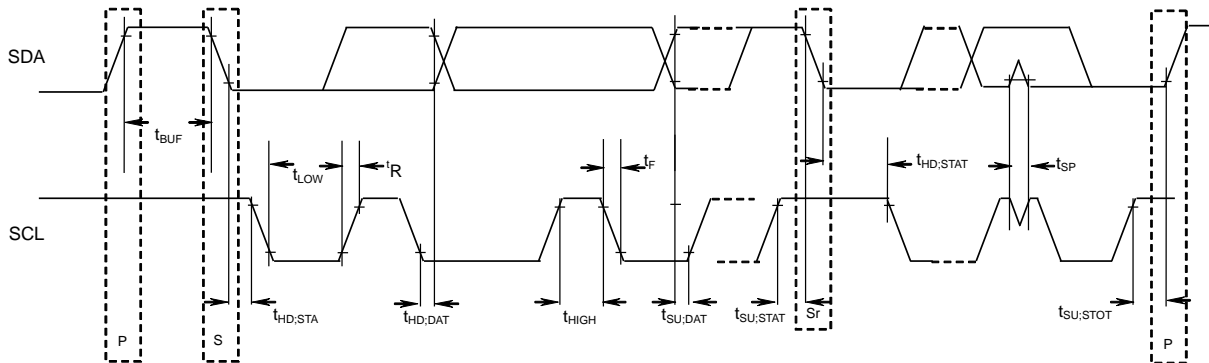 SDA
tBUF
tLOW
tR
tF
tHD;STAT
tSP
SCL
tHD;STA
tHD;DAT
tHIGH
tSU;DAT
tSU;STAT
Sr
tSU;STOT
P
S
P